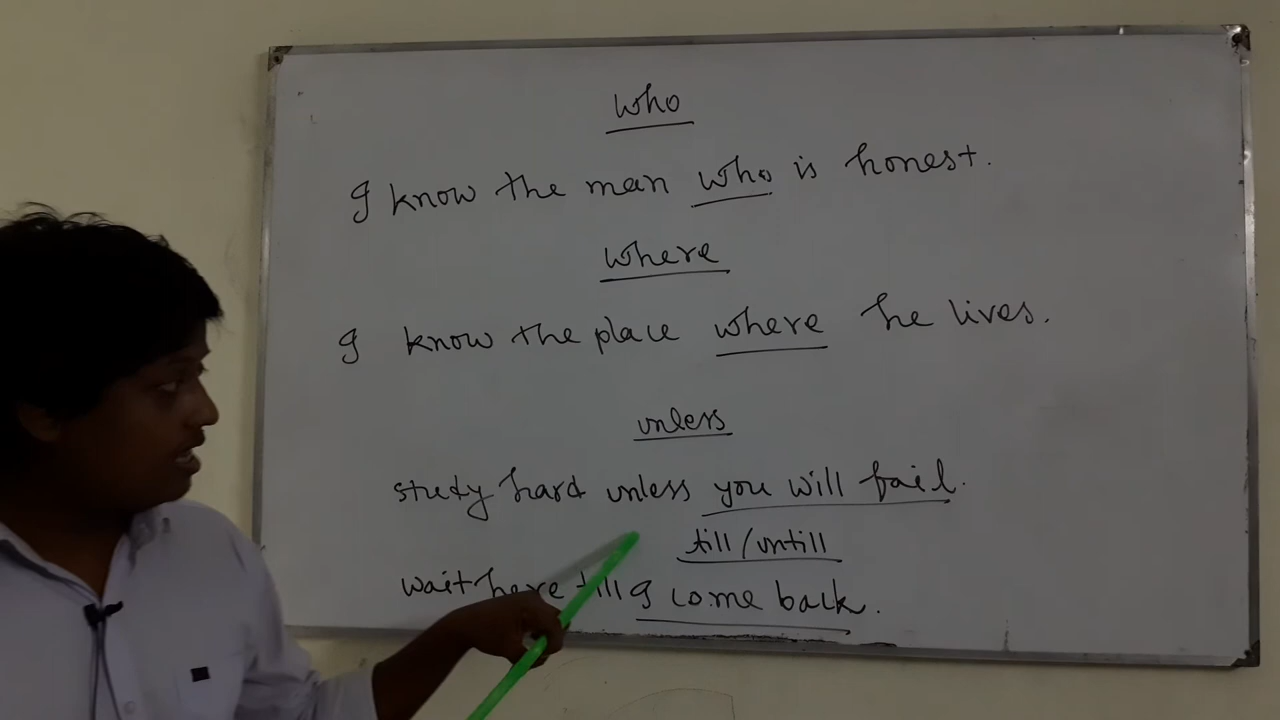 who
I know the man who is honest.
where
I know the place where he lives.
unless
study hard unless you will fail.
till/untill
wait here till I come back.